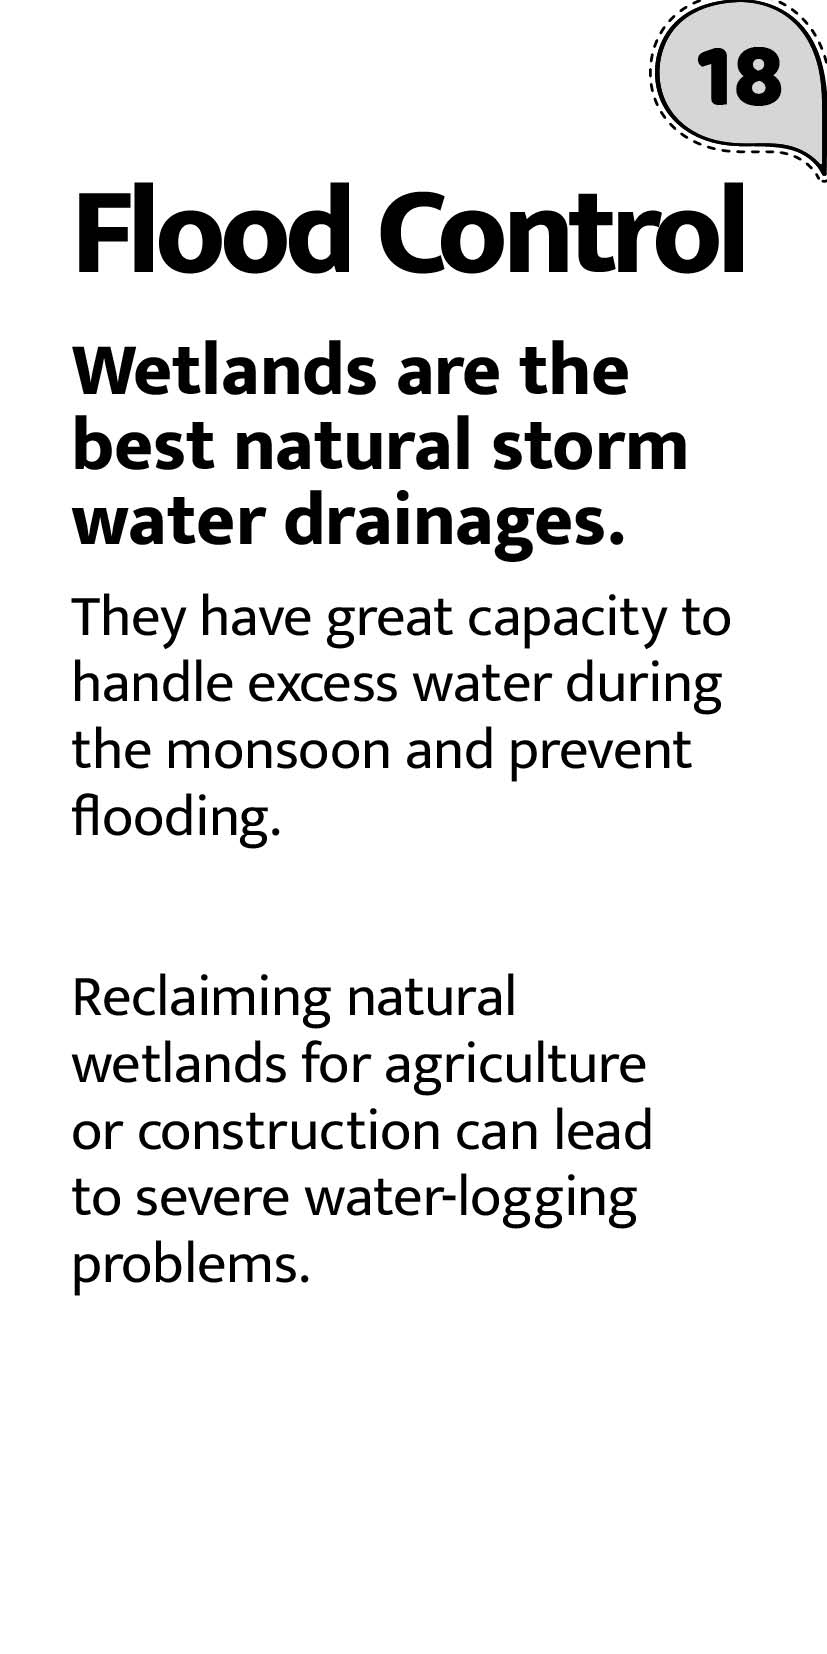 18
Flood Control
Wetlands are the
best natural storm
water drainages.
They have great capacity to
handle excess water during
the monsoon and prevent
flooding.
Reclaiming natural
wetlands for agriculture
or construction can lead
to severe water-logging
problems.